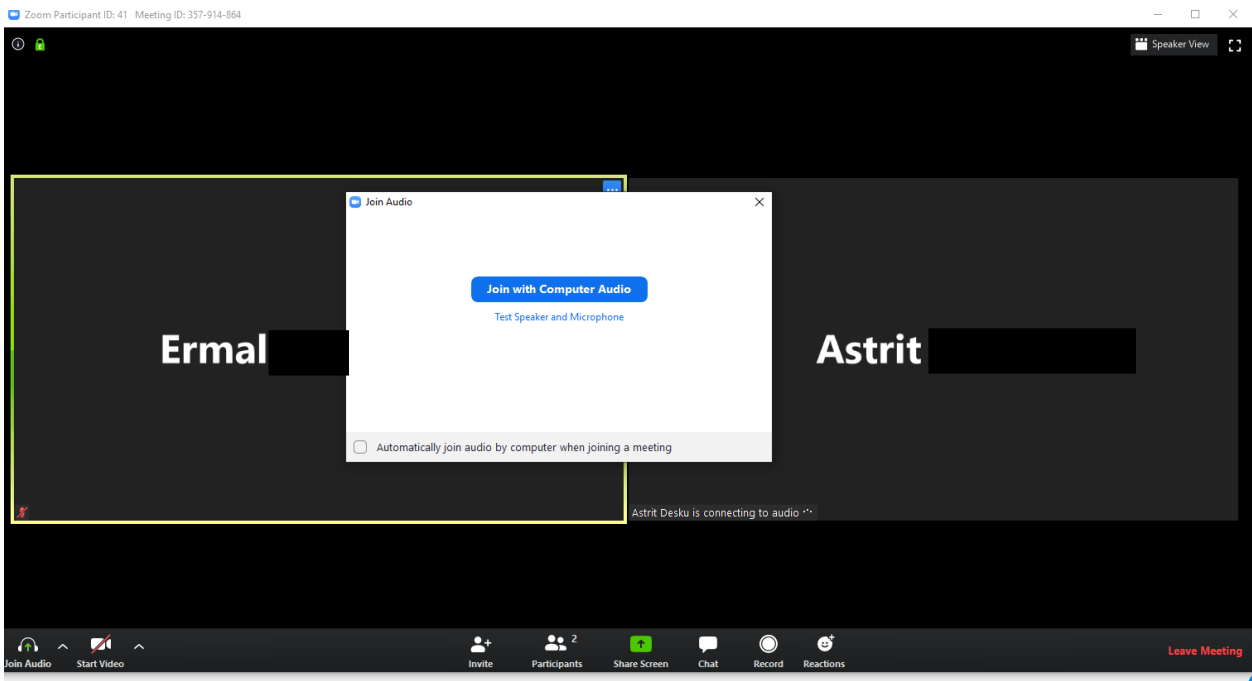 Zoom Participant ID: 41 Meeting ID: 357-914-864
Speaker View
Join Audio
Join with Computer Audio
Test Speaker and Microphone
Ermal
Astrit
Automatically join audio by computer when joining a meeting
Astrit Desku is connecting to audio
2
Join Audio
Start Video
Invite
Participants
Share Screen
Chat
Record
Reactions
Leave Meeting